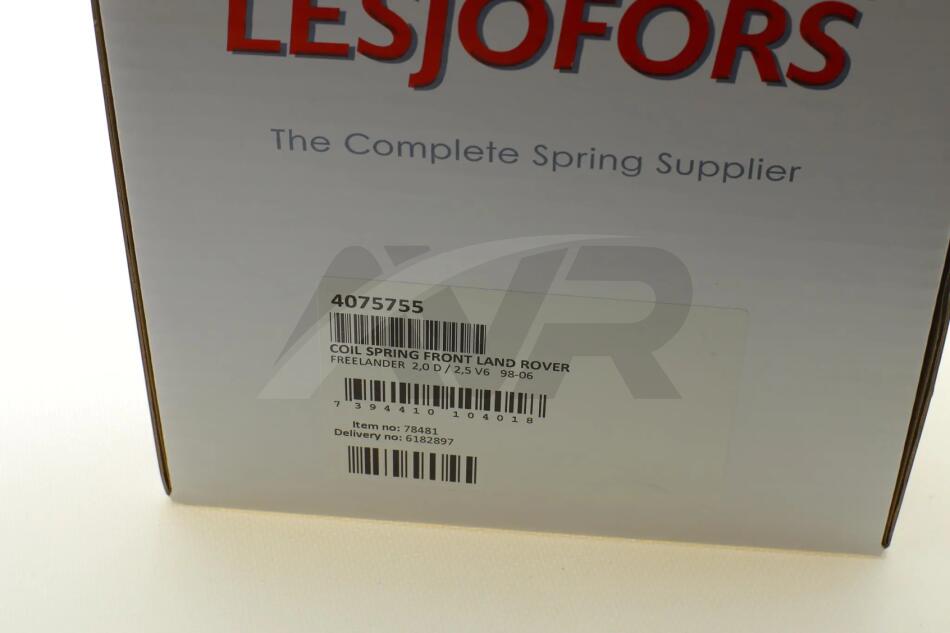 LESJOFORS
The Complete Spring Supplier
4075755
COIL SPRING FRONT LAND ROVER
FREELANDER 2,0 D / 2,5 V6 98-06
7 394410 104018
Item no: 78481
Delivery no: 6182897
AVR